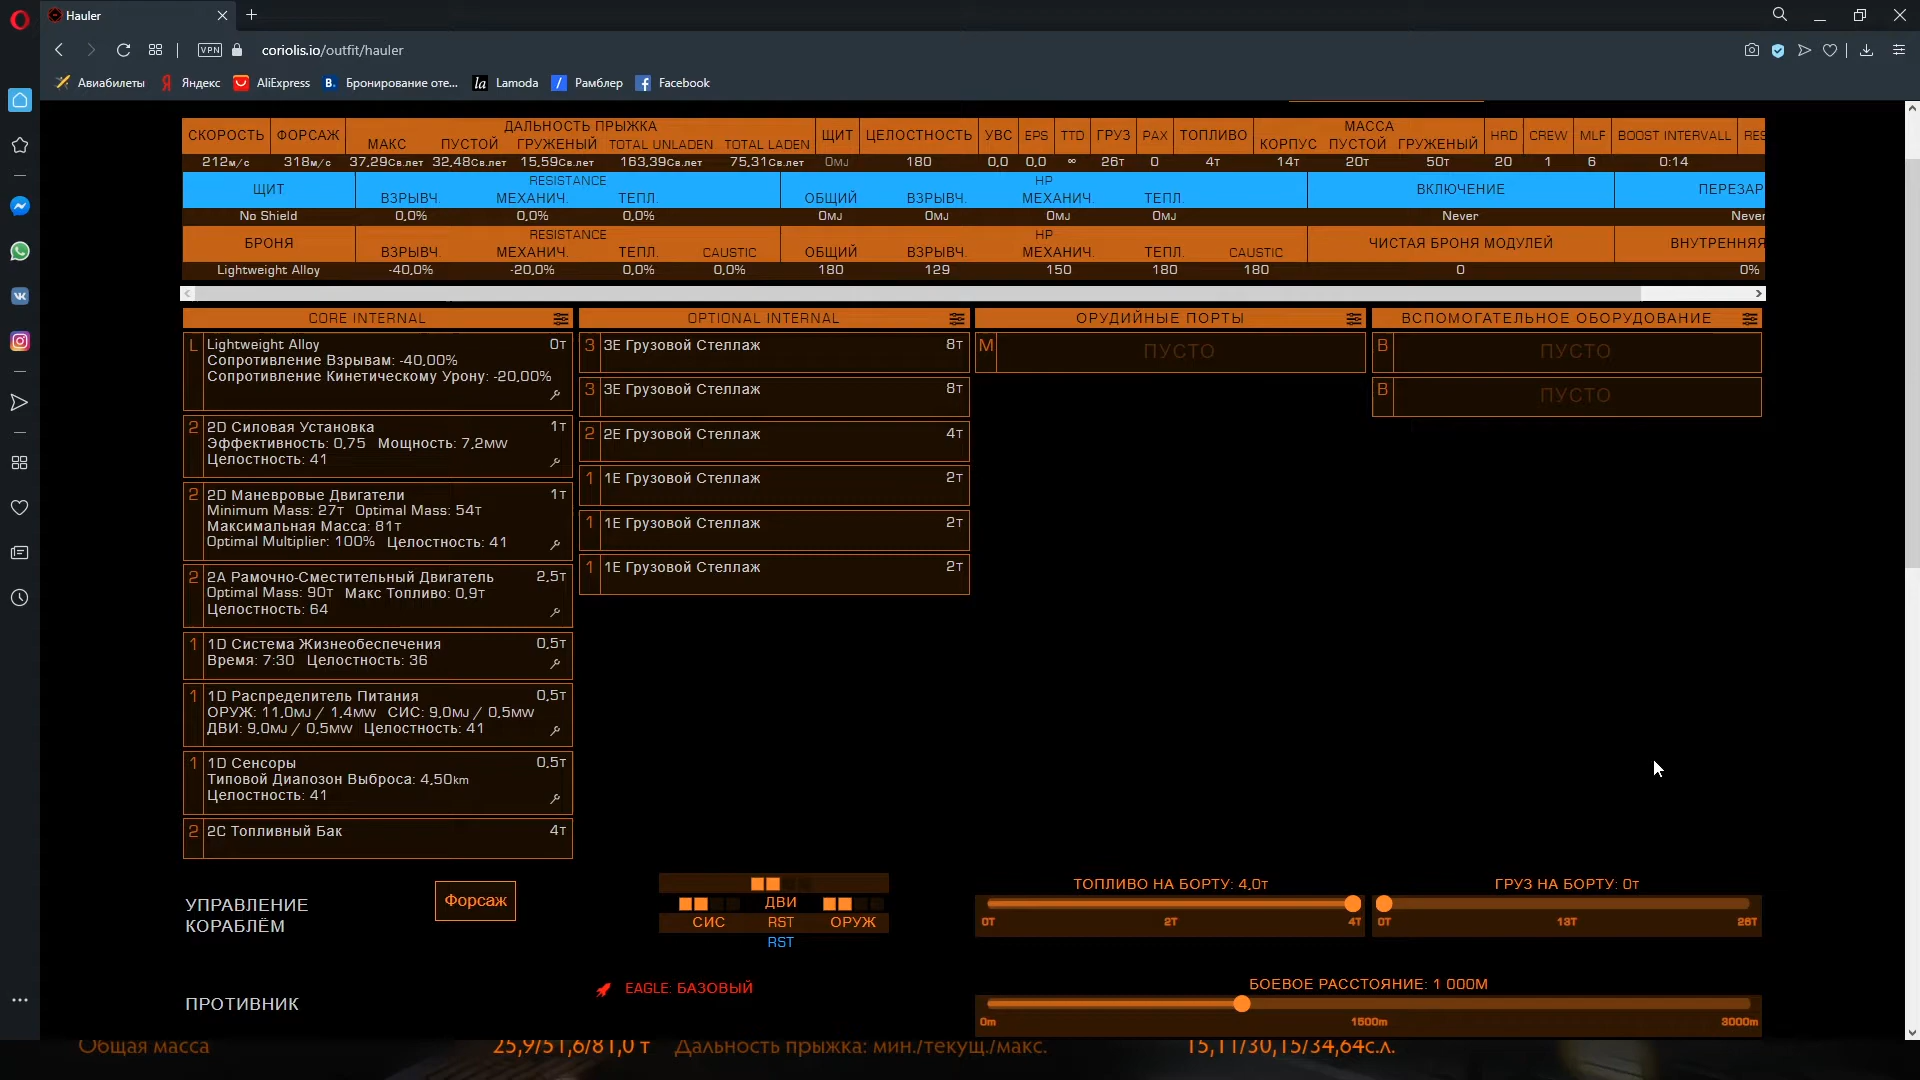 Hauler
VPN
coriolis.io/outfit/hauler
Авиабилеты Яндекс AliExpress Бронирование оте... Lamoda Рамблер Facebook
СКОРОСТЬ ФОРСАЖ ДАЛЬНОСТЬ ПРЫЖКА ЩИТ ЦЕЛОСТНОСТЬ УВС EPS TTD ГРУЗ PAX ТОПЛИВО МАССА HRD CREW MLF BOOST INTERVALL RES
МАКС ПУСТОЙ ГРУЖЕНЫЙ TOTAL UNLADEN TOTAL LADEN КОРПУС ПУСТОЙ ГРУЖЕНЫЙ
212м/с 318м/с 37,29Св.лет 32,48Св.лет 15,59Св.лет 163,39Св.лет 75,31Св.лет 0MJ 180 0,0 0,0 ∞ 26т 0 4т 14т 20т 50т 20 1 6 0:14
ЩИТ RESISTANCE HP ВКЛЮЧЕНИЕ ПЕРЕЗАР
ВЗРЫВЧ. МЕХАНИЧ. ТЕПЛ. ОБЩИЙ ВЗРЫВЧ. МЕХАНИЧ. ТЕПЛ.
No Shield 0,0% 0,0% 0,0% 0MJ 0MJ 0MJ 0MJ Never Never
БРОНЯ RESISTANCE HP ЧИСТАЯ БРОНЯ МОДУЛЕЙ ВНУТРЕННЯЯ
ВЗРЫВЧ. МЕХАНИЧ. ТЕПЛ. CAUSTIC ОБЩИЙ ВЗРЫВЧ. МЕХАНИЧ. ТЕПЛ. CAUSTIC
Lightweight Alloy -40,0% -20,0% 0,0% 0,0% 180 129 150 180 180 0 0%
CORE INTERNAL
L Lightweight Alloy 0т
Сопротивление Взрывам: -40,00%
Сопротивление Кинетическому Урону: -20,00%
2 2D Силовая Установка 1т
Эффективность: 0,75 Мощность: 7,2MW
Целостность: 41
2 2D Маневровые Двигатели 1т
Minimum Mass: 27т Optimal Mass: 54т
Максимальная Масса: 81т
Optimal Multiplier: 100% Целостность: 41
2 2A Рамочно-Сместительный Двигатель 2,5т
Optimal Mass: 90т Макс Топливо: 0,9т
Целостность: 64
1 1D Система Жизнеобеспечения 0,5т
Время: 7:30 Целостность: 36
1 1D Распределитель Питания 0,5т
ОРУЖ: 11,0MJ / 1,4MW СИС: 9,0MJ / 0,5MW
ДВИ: 9,0MJ / 0,5MW Целостность: 41
1 1D Сенсоры 0,5т
Типовой Диапозон Выброса: 4,50km
Целостность: 41
2 2C Топливный Бак 4т
OPTIONAL INTERNAL
3 3E Грузовой Стеллаж 8т
3 3E Грузовой Стеллаж 8т
2 2E Грузовой Стеллаж 4т
1 1E Грузовой Стеллаж 2т
1 1E Грузовой Стеллаж 2т
1 1E Грузовой Стеллаж 2т
ОРУДИЙНЫЕ ПОРТЫ
M ПУСТО
ВСПОМОГАТЕЛЬНОЕ ОБОРУДОВАНИЕ
В ПУСТО
В ПУСТО
УПРАВЛЕНИЕ
КОРАБЛЁМ
Форсаж
ДВИ
СИС RST ОРУЖ
RST
ТОПЛИВО НА БОРТУ: 4,0т
0т 2т 4т
ГРУЗ НА БОРТУ: 0т
0т 13т 26т
ПРОТИВНИК
EAGLE: БАЗОВЫЙ
БОЕВОЕ РАССТОЯНИЕ: 1 000М
0m 1500m 3000m
Общая масса 25,9/51,6/81,0 т Дальность прыжка: мин./текущ./макс. 15,11/30,15/34,64с.л.